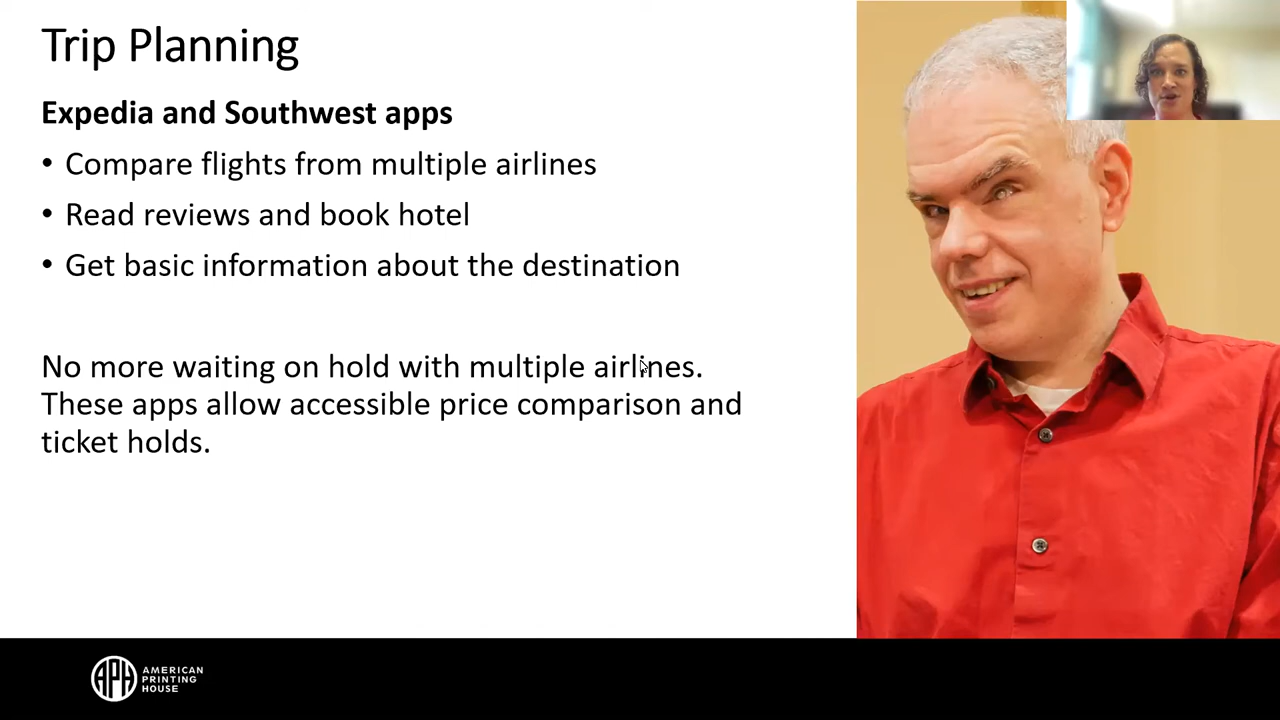 Trip Planning
Expedia and Southwest apps
• Compare flights from multiple airlines
• Read reviews and book hotel
• Get basic information about the destination
No more waiting on hold with multiple airlines.
These apps allow accessible price comparison and
ticket holds.
APH
AMERICAN
PRINTING
HOUSE